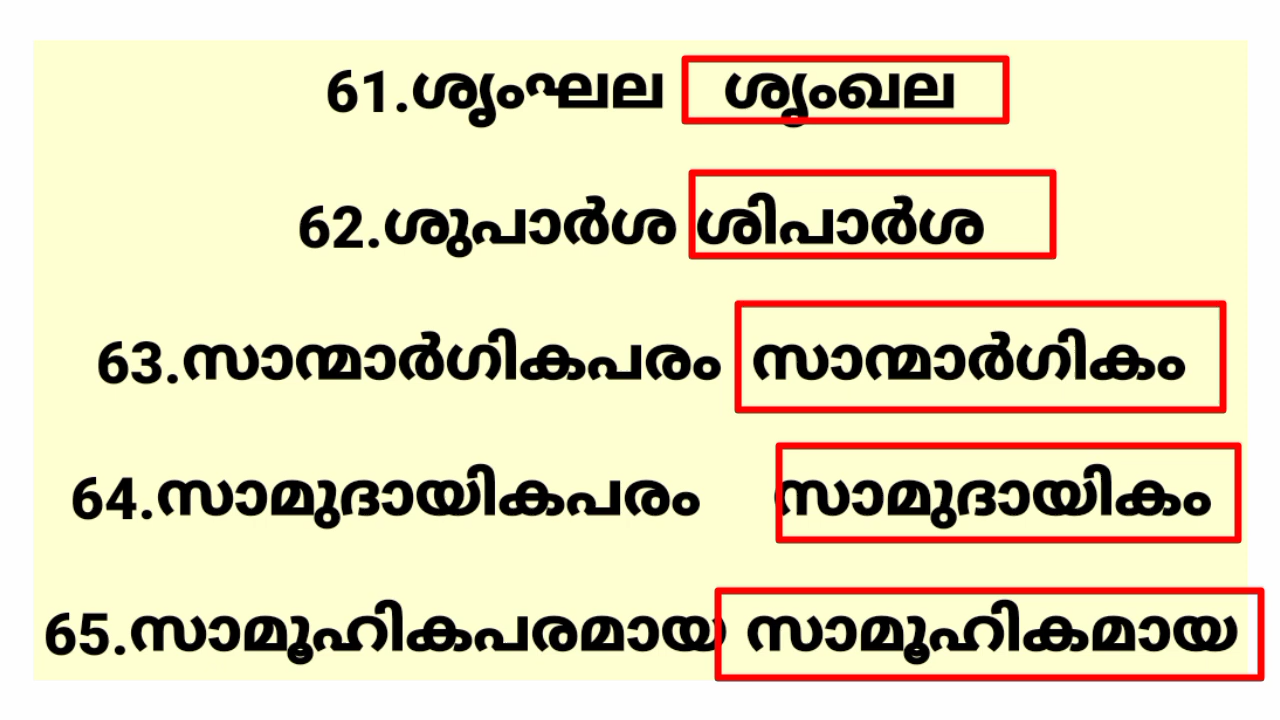 61.ശൃംഘല ശൃംഖല
62.ശുപാർശ ശിപാർശ
63.സാന്മാർഗികപരം സാന്മാർഗികം
64.സാമുദായികപരം സാമുദായികം
65.സാമൂഹികപരമായ സാമൂഹികമായ